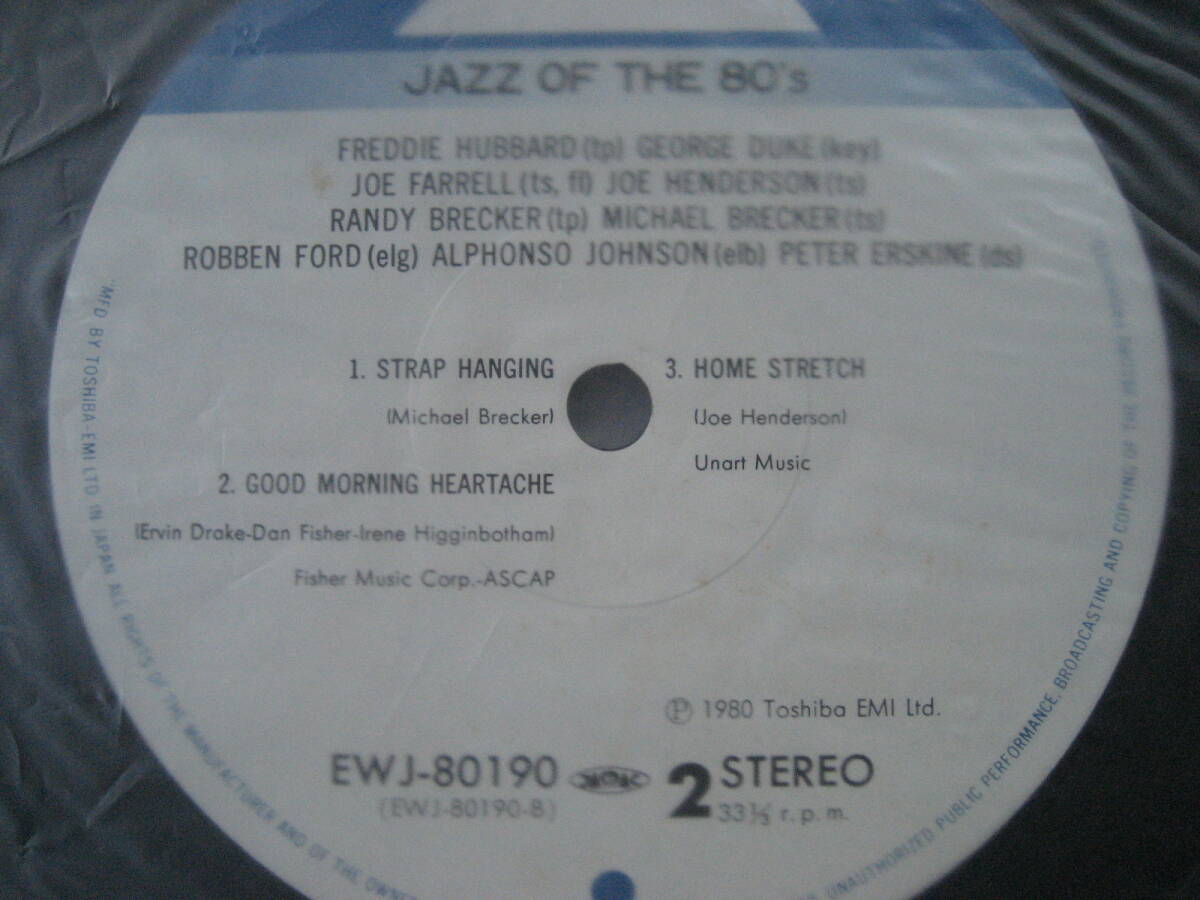 JAZZ OF THE 80's
FREDDIE HUBBARD (tp) GEORGE DUKE (key)
JOE FARRELL (ts, fl) JOE HENDERSON (ts)
RANDY BRECKER (tp) MICHAEL BRECKER (ts)
ROBBEN FORD (elg) ALPHONSO JOHNSON (elb) PETER ERSKINE (ds)
1. STRAP HANGING
(Michael Brecker)
2. GOOD MORNING HEARTACHE
(Ervin Drake-Dan Fisher-Irene Higginbotham)
Fisher Music Corp.-ASCAP
3. HOME STRETCH
(Joe Henderson)
Unart Music
Ⓟ 1980 Toshiba EMI Ltd.
EWJ-80190
(EWJ-80190-B)
2 STEREO
33⅓ r.p.m.
"MFD BY TOSHIBA-EMI LTD IN JAPAN ALL RIGHTS OF THE MANUFACTURER AND OF THE OWNER
UNAUTHORIZED PUBLIC PERFORMANCE, BROADCASTING AND COPYING OF THE